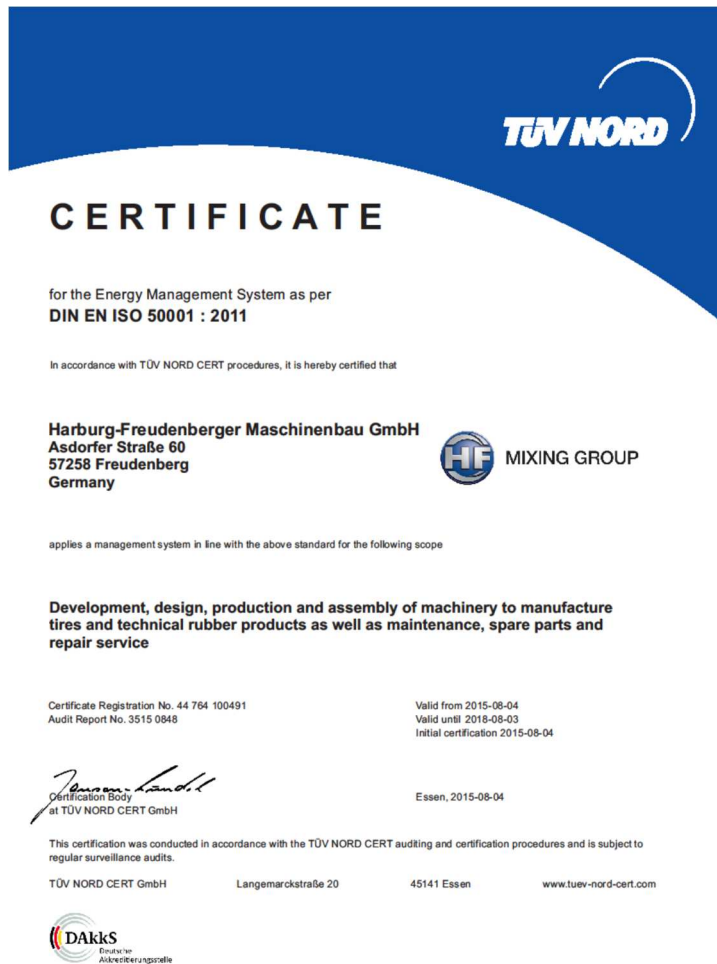 TÜV NORD
CERTIFICATE
for the Energy Management System as per
DIN EN ISO 50001 : 2011
In accordance with TÜV NORD CERT procedures, it is hereby certified that
Harburg-Freudenberger Maschinenbau GmbH
Asdorfer Straße 60
57258 Freudenberg
Germany
HF MIXING GROUP
applies a management system in line with the above standard for the following scope
Development, design, production and assembly of machinery to manufacture
tires and technical rubber products as well as maintenance, spare parts and
repair service
Certificate Registration No. 44 764 100491
Audit Report No. 3515 0848
Valid from 2015-08-04
Valid until 2018-08-03
Initial certification 2015-08-04
Certification Body
at TÜV NORD CERT GmbH
Essen, 2015-08-04
This certification was conducted in accordance with the TÜV NORD CERT auditing and certification procedures and is subject to
regular surveillance audits.
TÜV NORD CERT GmbH Langemarckstraße 20 45141 Essen www.tuev-nord-cert.com
DAkkS
Deutsche
Akkreditierungsstelle